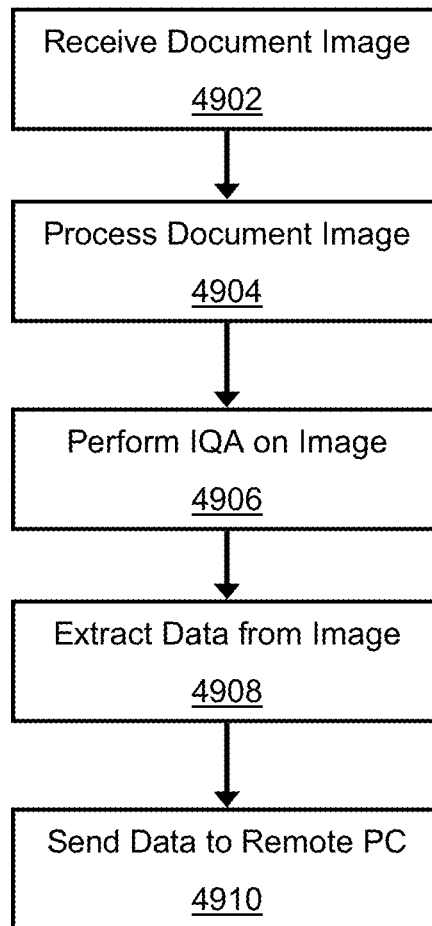 Receive Document Image
4902
Process Document Image
4904
Perform IQA on Image
4906
Extract Data from Image
4908
Send Data to Remote PC
4910